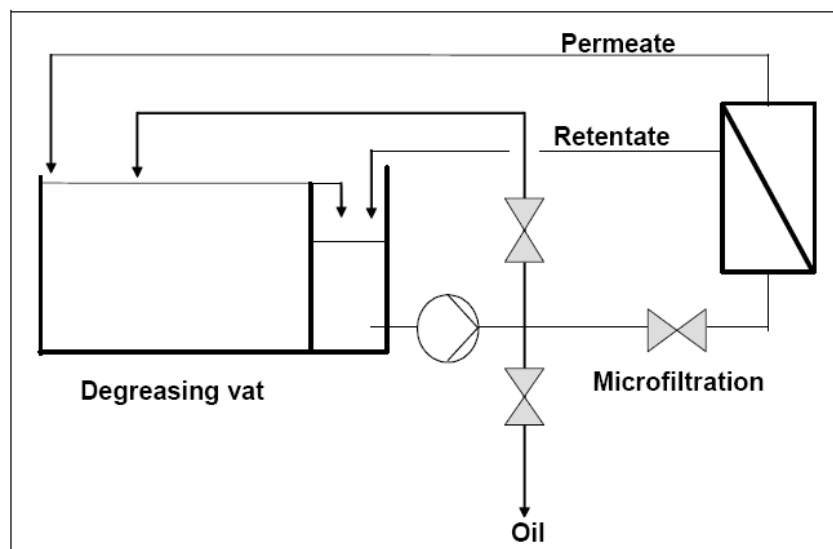 Permeate
Retentate
Degreasing vat
Microfiltration
Oil